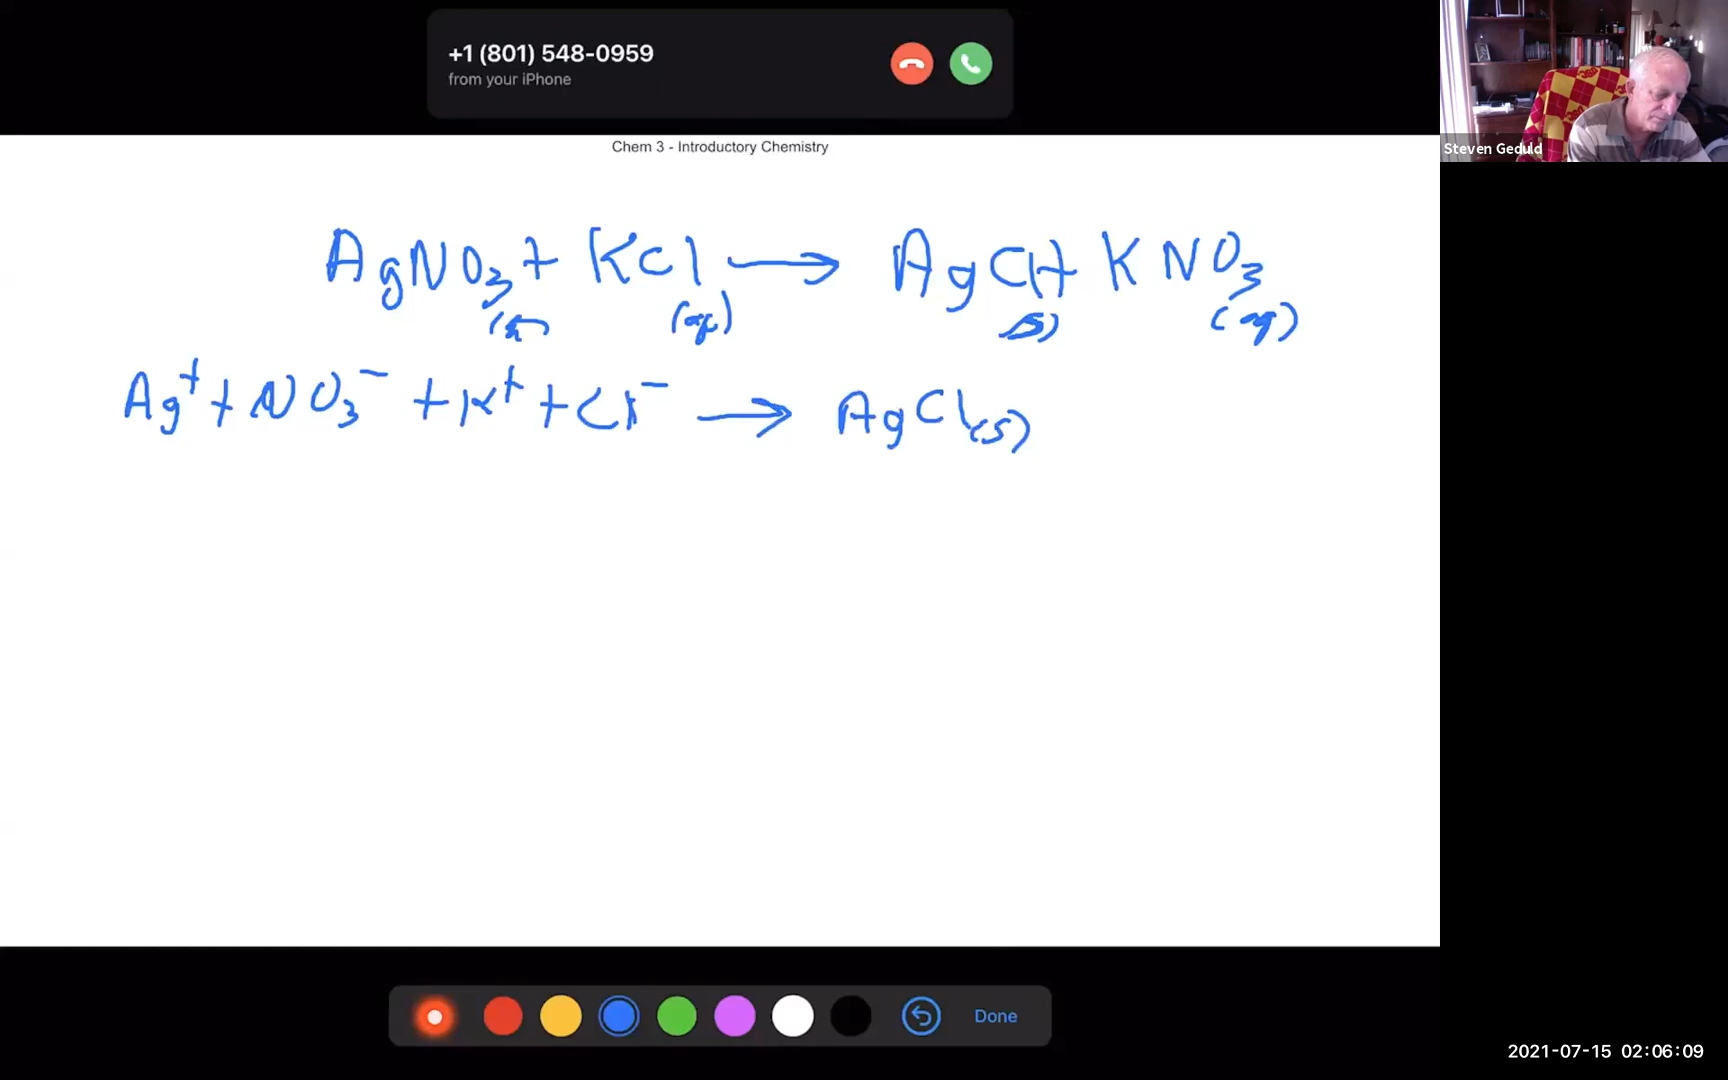 +1 (801) 548-0959
from your iPhone
Steven Geduld
Chem 3 - Introductory Chemistry
AgNO₃ + KCl → AgCl + KNO₃
(aq) (s) (aq)
Ag⁺ + NO₃⁻ + K⁺ + Cl⁻ → AgCl(s)
Done
2021-07-15 02:06:09